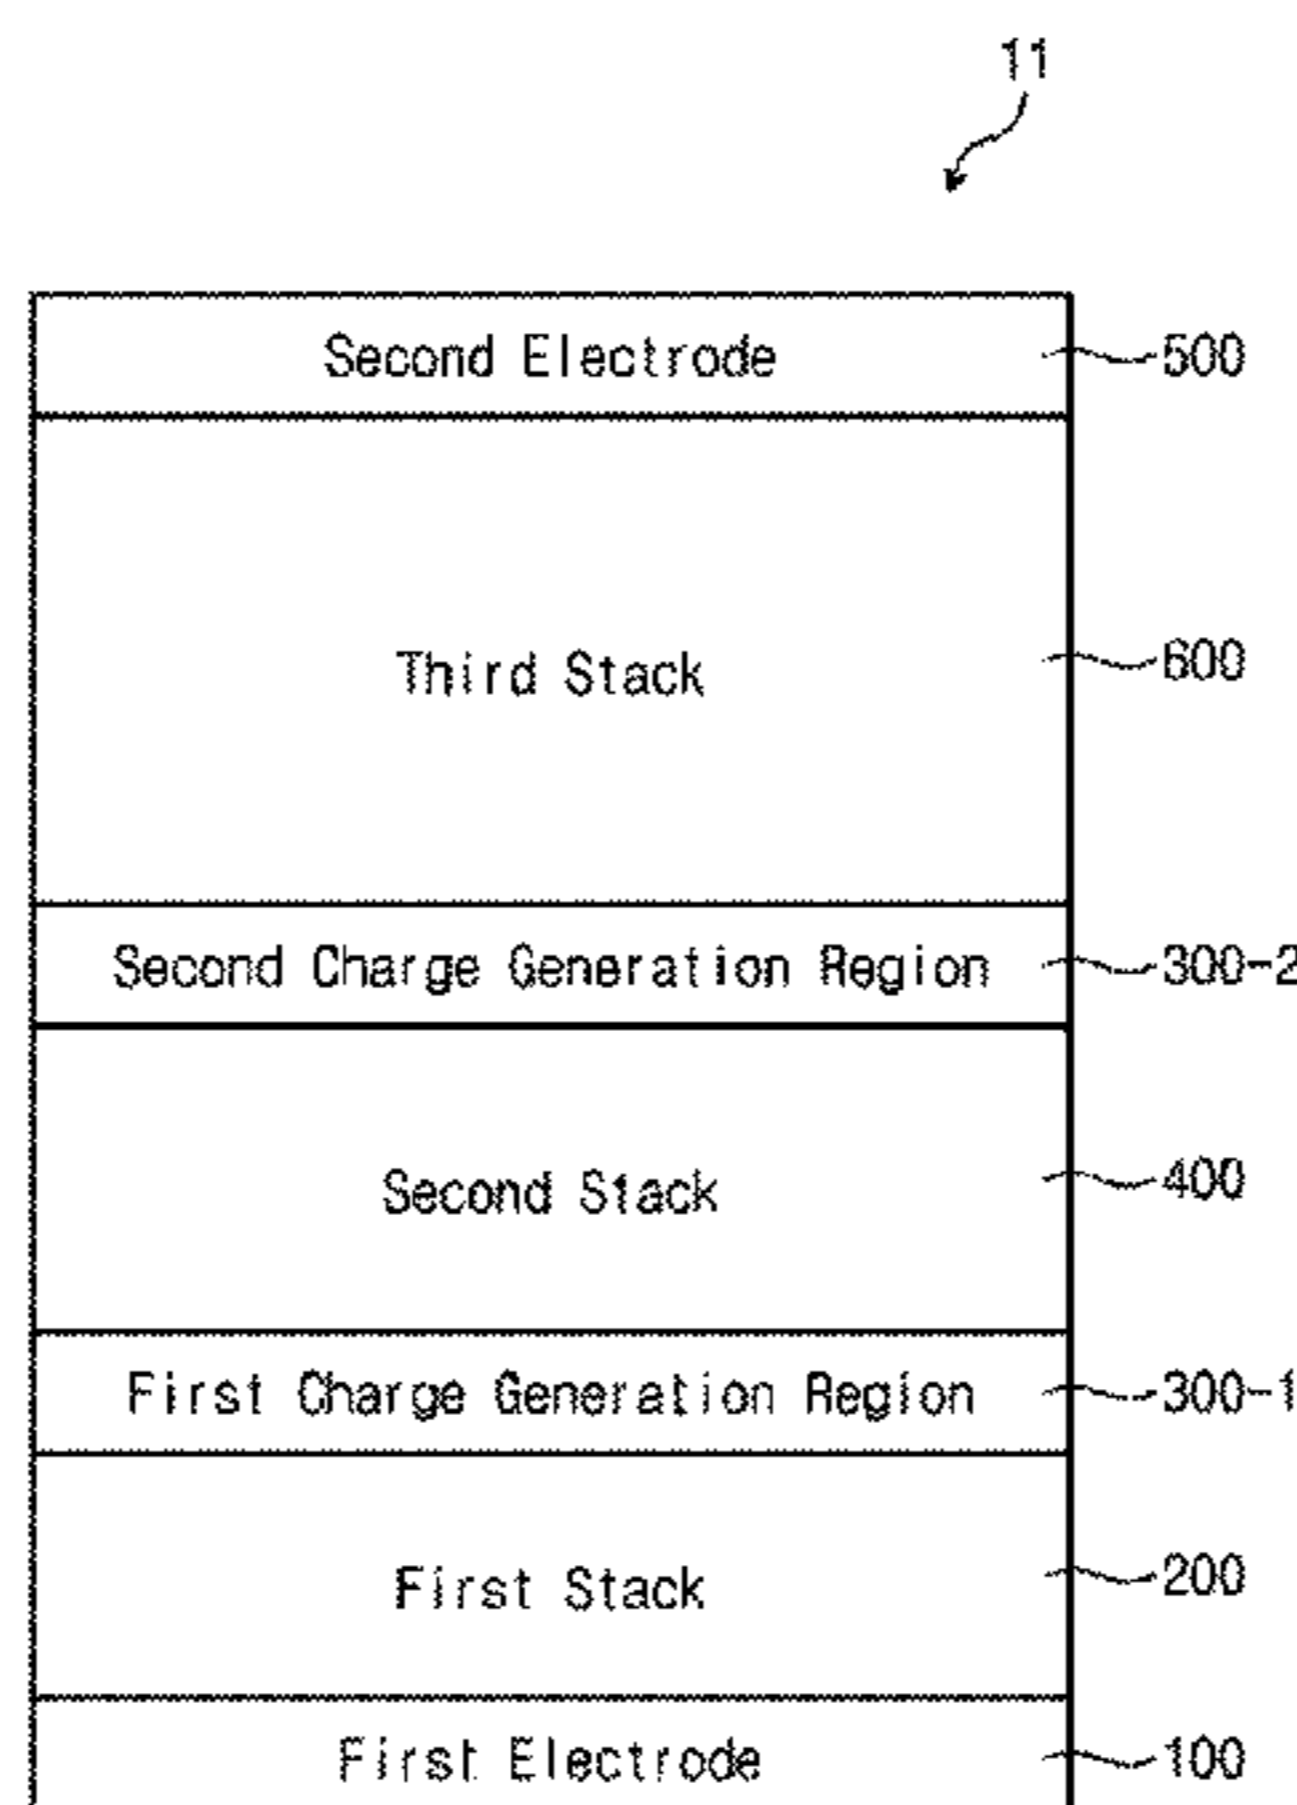 11
Second Electrode 500
Third Stack 600
Second Charge Generation Region 300-2
Second Stack 400
First Charge Generation Region 300-1
First Stack 200
First Electrode 100